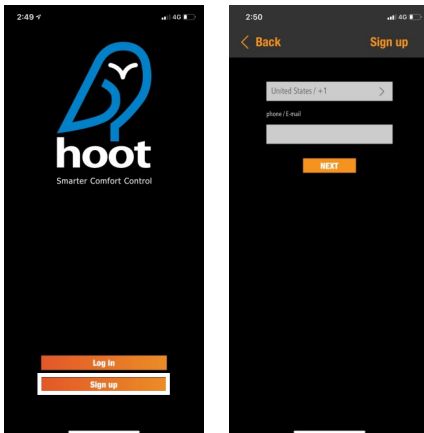 2:49
4G
hoot
Smarter Comfort Control
Log in
Sign up
2:50
4G
Back
Sign up
United States / +1
phone / E-mail
NEXT